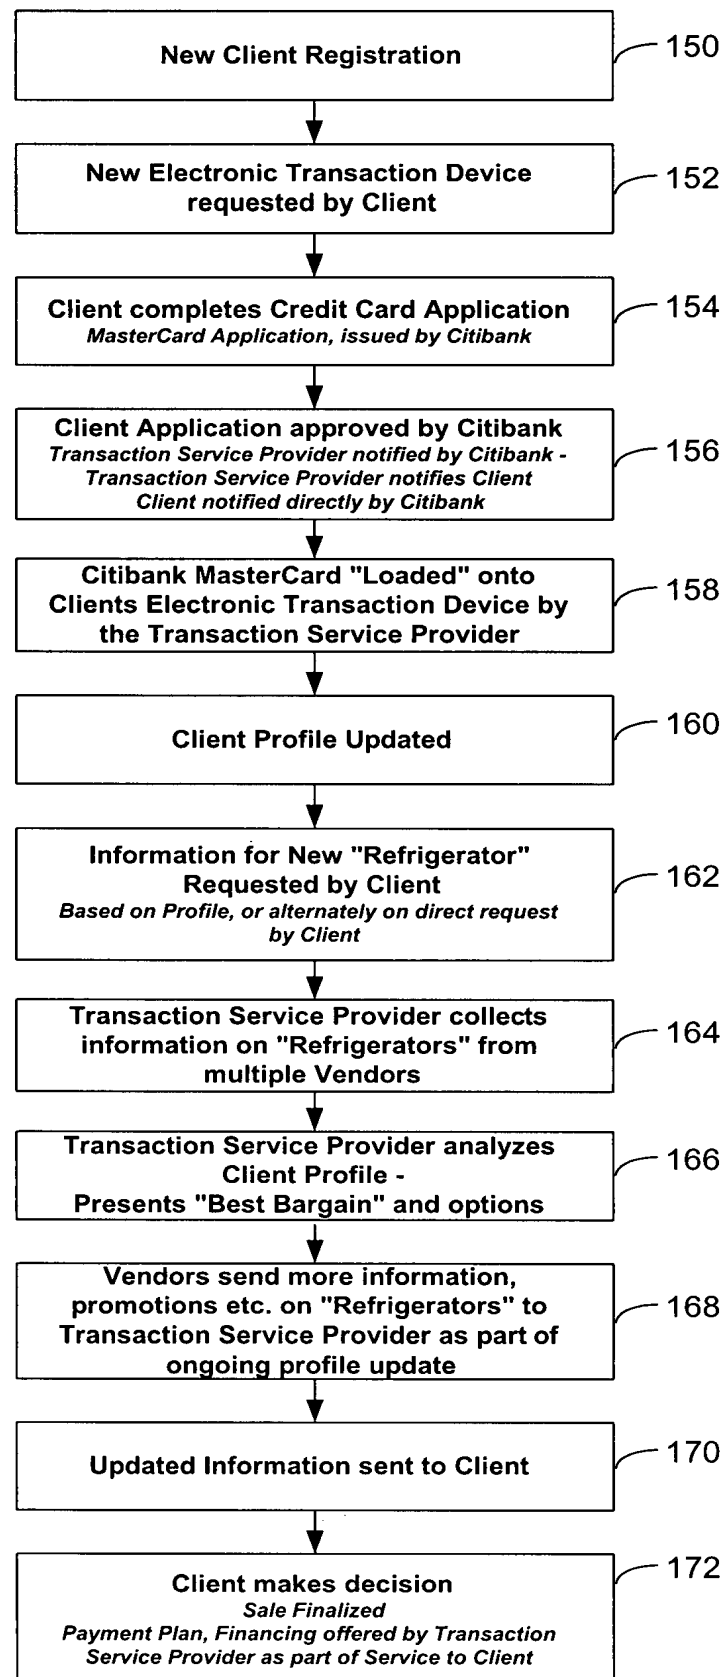 New Client Registration
150
New Electronic Transaction Device
requested by Client
152
Client completes Credit Card Application
MasterCard Application, issued by Citibank
154
Client Application approved by Citibank
Transaction Service Provider notified by Citibank -
Transaction Service Provider notifies Client
Client notified directly by Citibank
156
Citibank MasterCard "Loaded" onto
Clients Electronic Transaction Device by
the Transaction Service Provider
158
Client Profile Updated
160
Information for New "Refrigerator"
Requested by Client
Based on Profile, or alternately on direct request
by Client
162
Transaction Service Provider collects
information on "Refrigerators" from
multiple Vendors
164
Transaction Service Provider analyzes
Client Profile -
Presents "Best Bargain" and options
166
Vendors send more information,
promotions etc. on "Refrigerators" to
Transaction Service Provider as part of
ongoing profile update
168
Updated Information sent to Client
170
Client makes decision
Sale Finalized
Payment Plan, Financing offered by Transaction
Service Provider as part of Service to Client
172